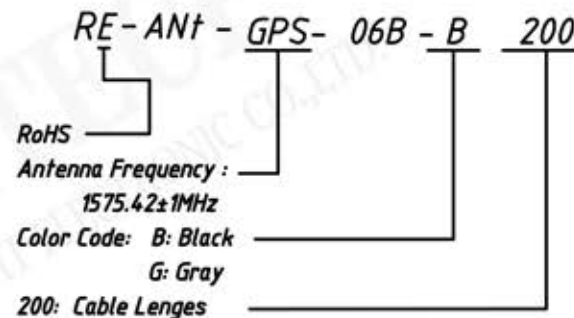 RE-ANt-GPS-06B-B 200
RoHS
Antenna Frequency :
1575.42±1MHz
Color Code: B: Black
G: Gray
200: Cable Lenges